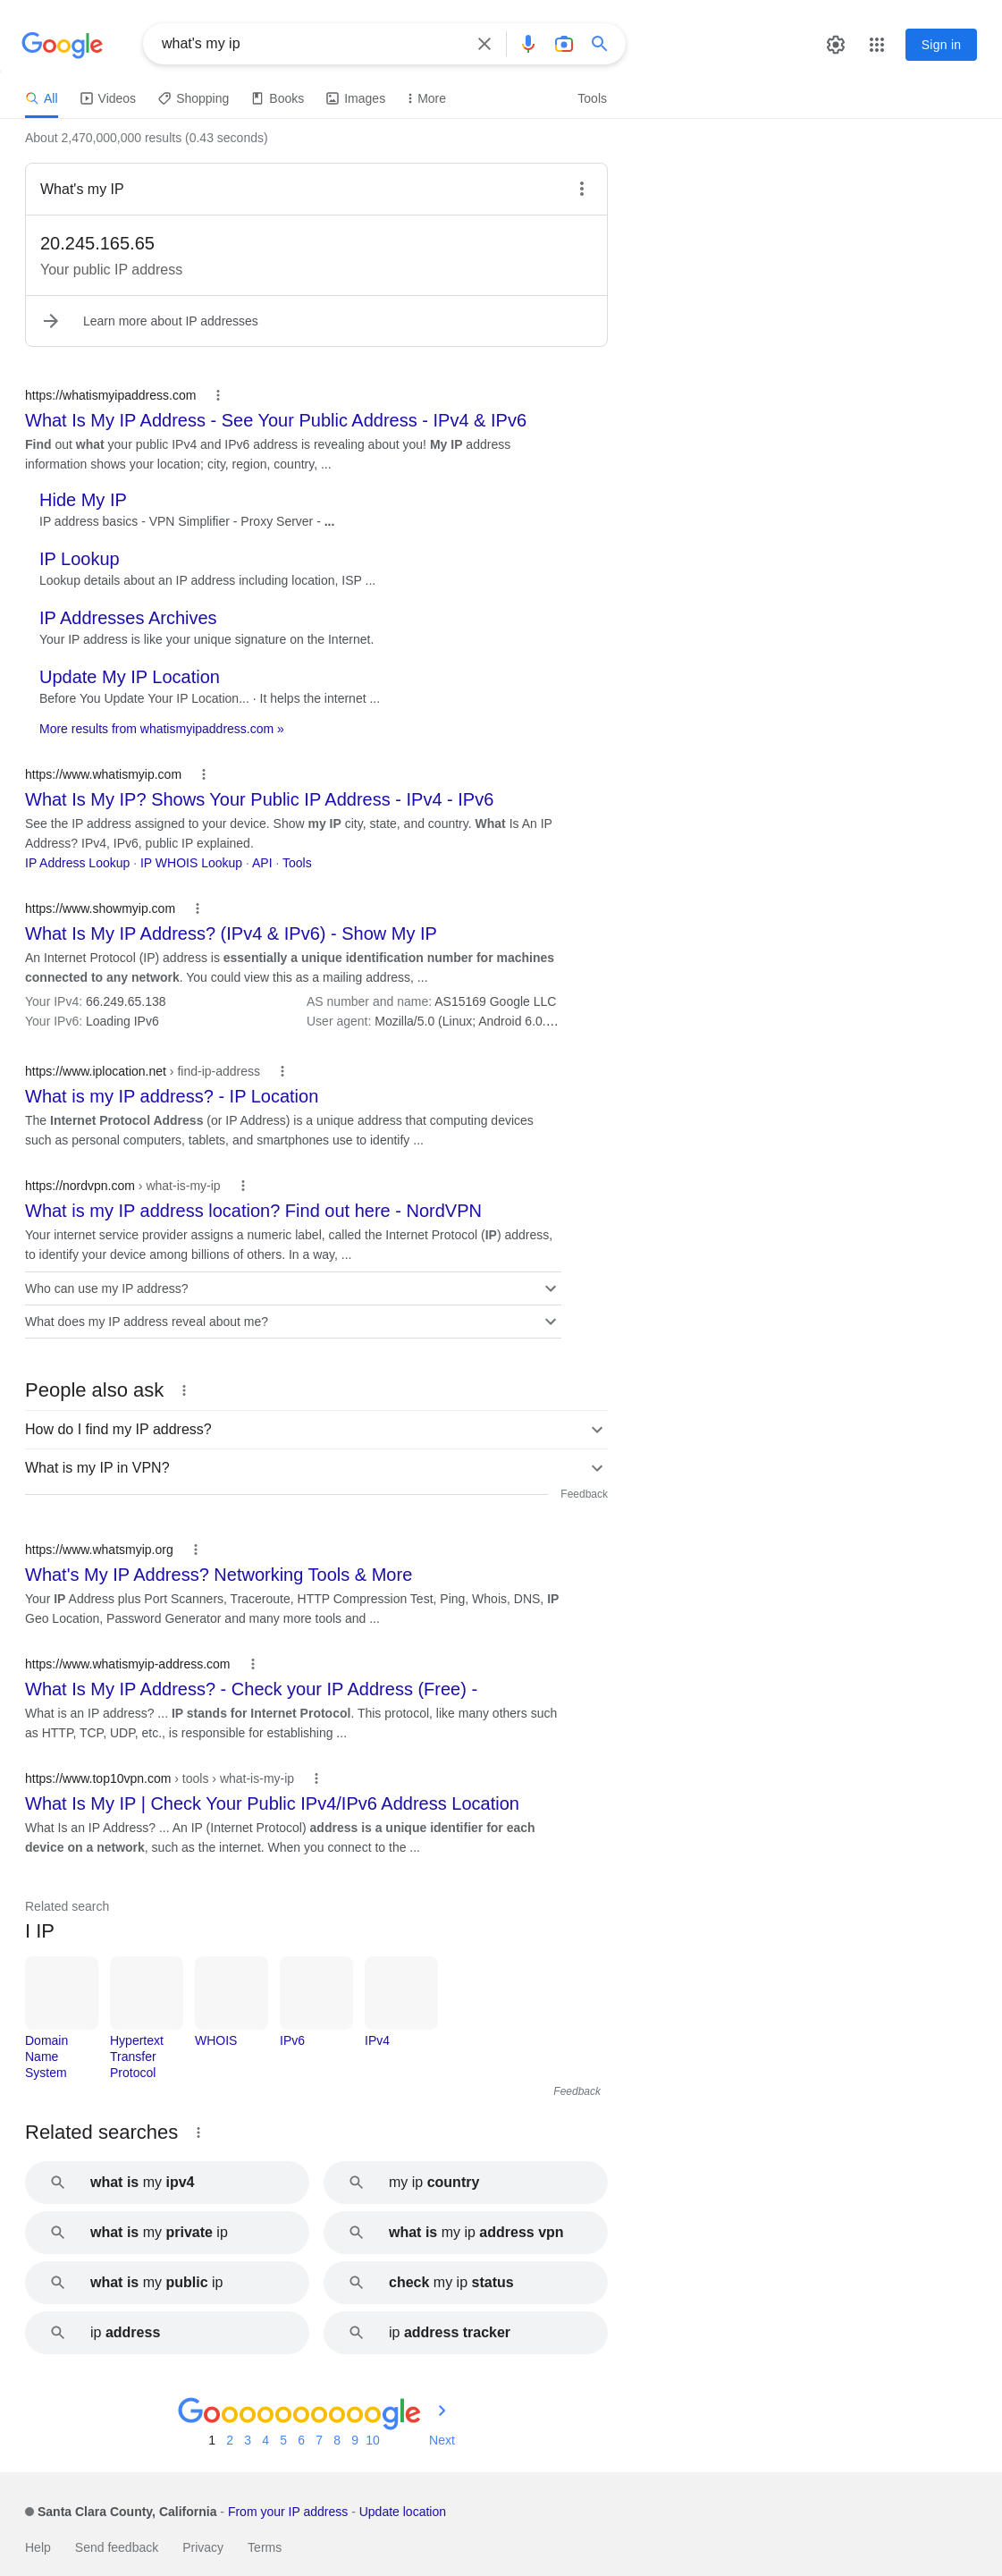 Google
what's my ip
Sign in
All
Videos
Shopping
Books
Images
More
Tools
About 2,470,000,000 results (0.43 seconds)
What's my IP
20.245.165.65
Your public IP address
Learn more about IP addresses
https://whatismyipaddress.com
What Is My IP Address - See Your Public Address - IPv4 & IPv6
Find out what your public IPv4 and IPv6 address is revealing about you! My IP address
information shows your location; city, region, country, ...
Hide My IP
IP address basics - VPN Simplifier - Proxy Server - ...
IP Lookup
Lookup details about an IP address including location, ISP ...
IP Addresses Archives
Your IP address is like your unique signature on the Internet.
Update My IP Location
Before You Update Your IP Location... · It helps the internet ...
More results from whatismyipaddress.com »
https://www.whatismyip.com
What Is My IP? Shows Your Public IP Address - IPv4 - IPv6
See the IP address assigned to your device. Show my IP city, state, and country. What Is An IP
Address? IPv4, IPv6, public IP explained.
IP Address Lookup · IP WHOIS Lookup · API · Tools
https://www.showmyip.com
What Is My IP Address? (IPv4 & IPv6) - Show My IP
An Internet Protocol (IP) address is essentially a unique identification number for machines
connected to any network. You could view this as a mailing address, ...
Your IPv4: 66.249.65.138
AS number and name: AS15169 Google LLC
Your IPv6: Loading IPv6
User agent: Mozilla/5.0 (Linux; Android 6.0....
https://www.iplocation.net › find-ip-address
What is my IP address? - IP Location
The Internet Protocol Address (or IP Address) is a unique address that computing devices
such as personal computers, tablets, and smartphones use to identify ...
https://nordvpn.com › what-is-my-ip
What is my IP address location? Find out here - NordVPN
Your internet service provider assigns a numeric label, called the Internet Protocol (IP) address,
to identify your device among billions of others. In a way, ...
Who can use my IP address?
What does my IP address reveal about me?
People also ask
How do I find my IP address?
What is my IP in VPN?
Feedback
https://www.whatsmyip.org
What's My IP Address? Networking Tools & More
Your IP Address plus Port Scanners, Traceroute, HTTP Compression Test, Ping, Whois, DNS, IP
Geo Location, Password Generator and many more tools and ...
https://www.whatismyip-address.com
What Is My IP Address? - Check your IP Address (Free) -
What is an IP address? ... IP stands for Internet Protocol. This protocol, like many others such
as HTTP, TCP, UDP, etc., is responsible for establishing ...
https://www.top10vpn.com › tools › what-is-my-ip
What Is My IP | Check Your Public IPv4/IPv6 Address Location
What Is an IP Address? ... An IP (Internet Protocol) address is a unique identifier for each
device on a network, such as the internet. When you connect to the ...
Related search
I IP
Domain
Name
System
Hypertext
Transfer
Protocol
WHOIS
IPv6
IPv4
Feedback
Related searches
what is my ipv4
my ip country
what is my private ip
what is my ip address vpn
what is my public ip
check my ip status
ip address
ip address tracker
Goooooooooogle
1 2 3 4 5 6 7 8 9 10
Next
Santa Clara County, California - From your IP address - Update location
Help
Send feedback
Privacy
Terms